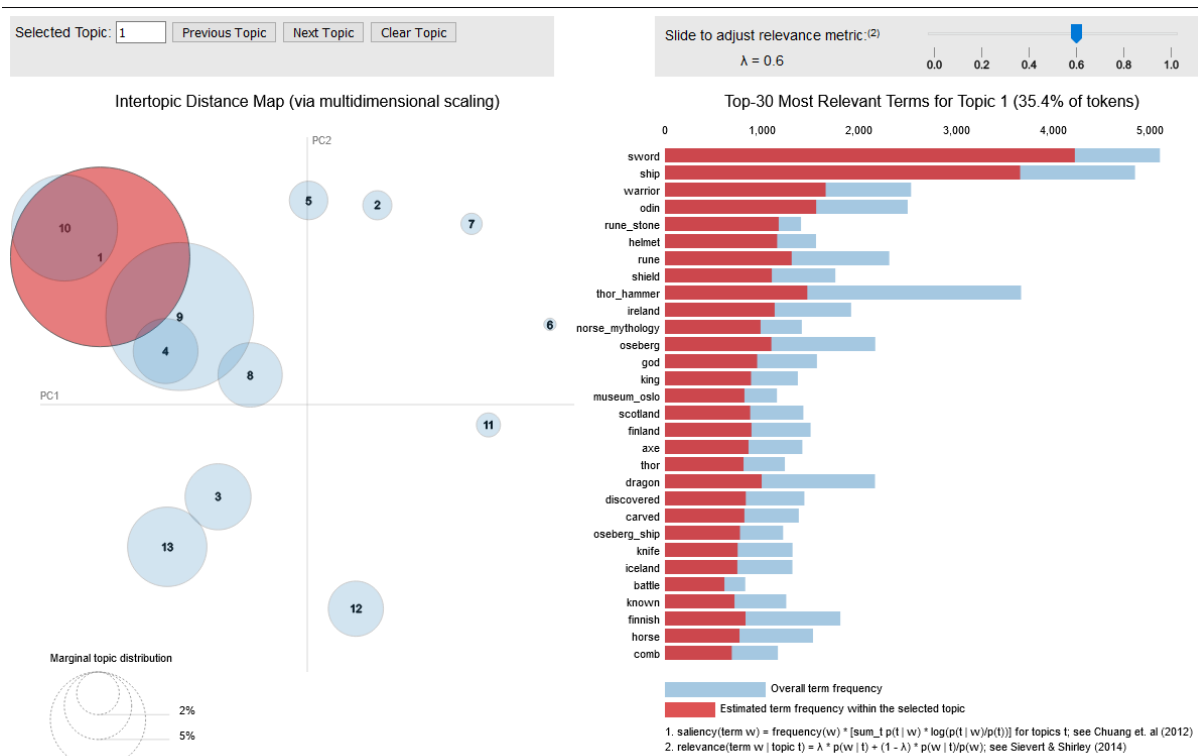 Selected Topic: 1 Previous Topic Next Topic Clear Topic
Slide to adjust relevance metric:(2)
λ = 0.6
0.0 0.2 0.4 0.6 0.8 1.0
Intertopic Distance Map (via multidimensional scaling)
PC2
PC1
5
2
7
10
1
9
6
4
8
11
3
13
12
Marginal topic distribution
2%
5%
Top-30 Most Relevant Terms for Topic 1 (35.4% of tokens)
0 1,000 2,000 3,000 4,000 5,000
sword
ship
warrior
odin
rune_stone
helmet
rune
shield
thor_hammer
ireland
norse_mythology
oseberg
god
king
museum_oslo
scotland
finland
axe
thor
dragon
discovered
carved
oseberg_ship
knife
iceland
battle
known
finnish
horse
comb
Overall term frequency
Estimated term frequency within the selected topic
1. saliency(term w) = frequency(w) * [sum_t p(t | w) * log(p(t | w)/p(t))] for topics t; see Chuang et. al (2012)
2. relevance(term w | topic t) = λ * p(w | t) + (1 - λ) * p(w | t)/p(w); see Sievert & Shirley (2014)